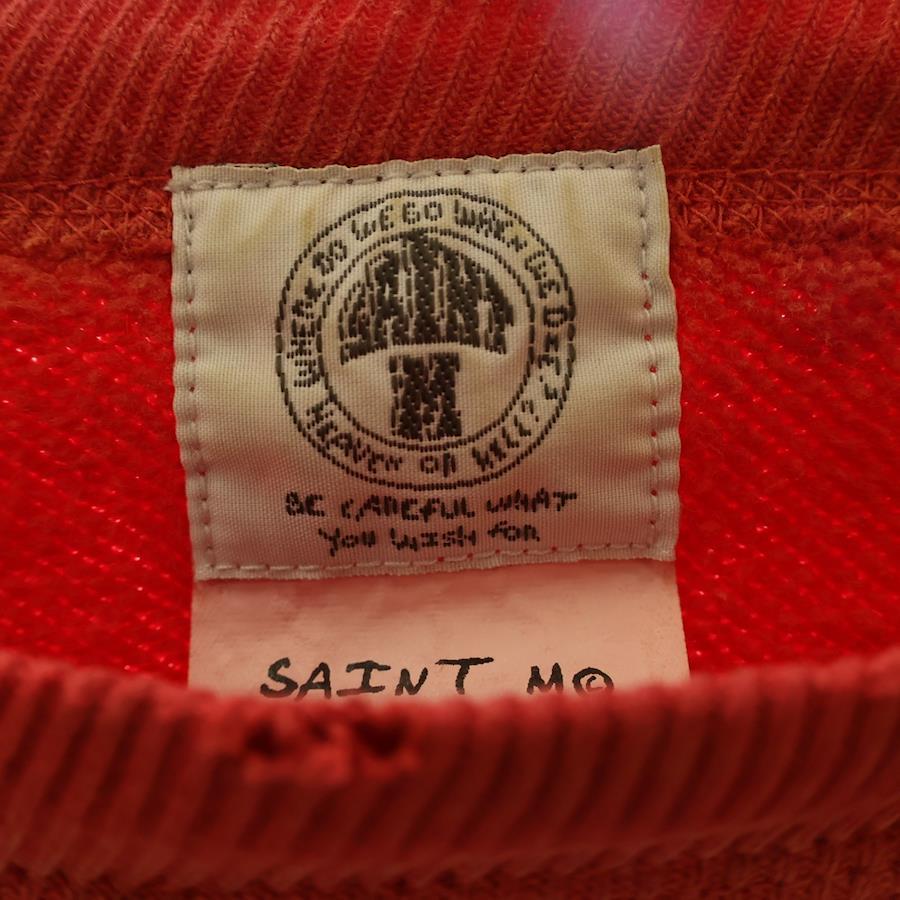 WHERE DO WE GO WHEN WE DIE?
HEAVEN OR HELL?
SAINT
M
BE CAREFUL WHAT
YOU WISH FOR
SAINT M©